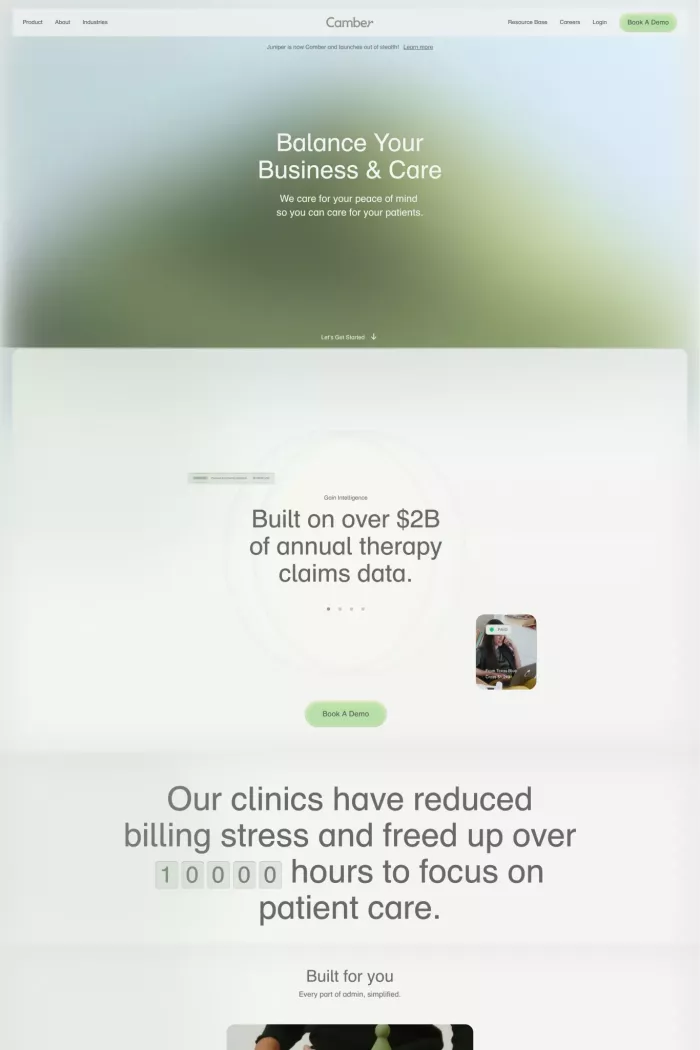 Product About Industries Camber Resource Base Careers Login Book A Demo
Juniper is now Camber and launches out of stealth! Learn more
Balance Your
Business & Care
We care for your peace of mind
so you can care for your patients.
Let's Get Started
Gain Intelligence
Built on over $2B
of annual therapy
claims data.
Book A Demo
Our clinics have reduced
billing stress and freed up over
10000 hours to focus on
patient care.
Built for you
Every part of admin, simplified.